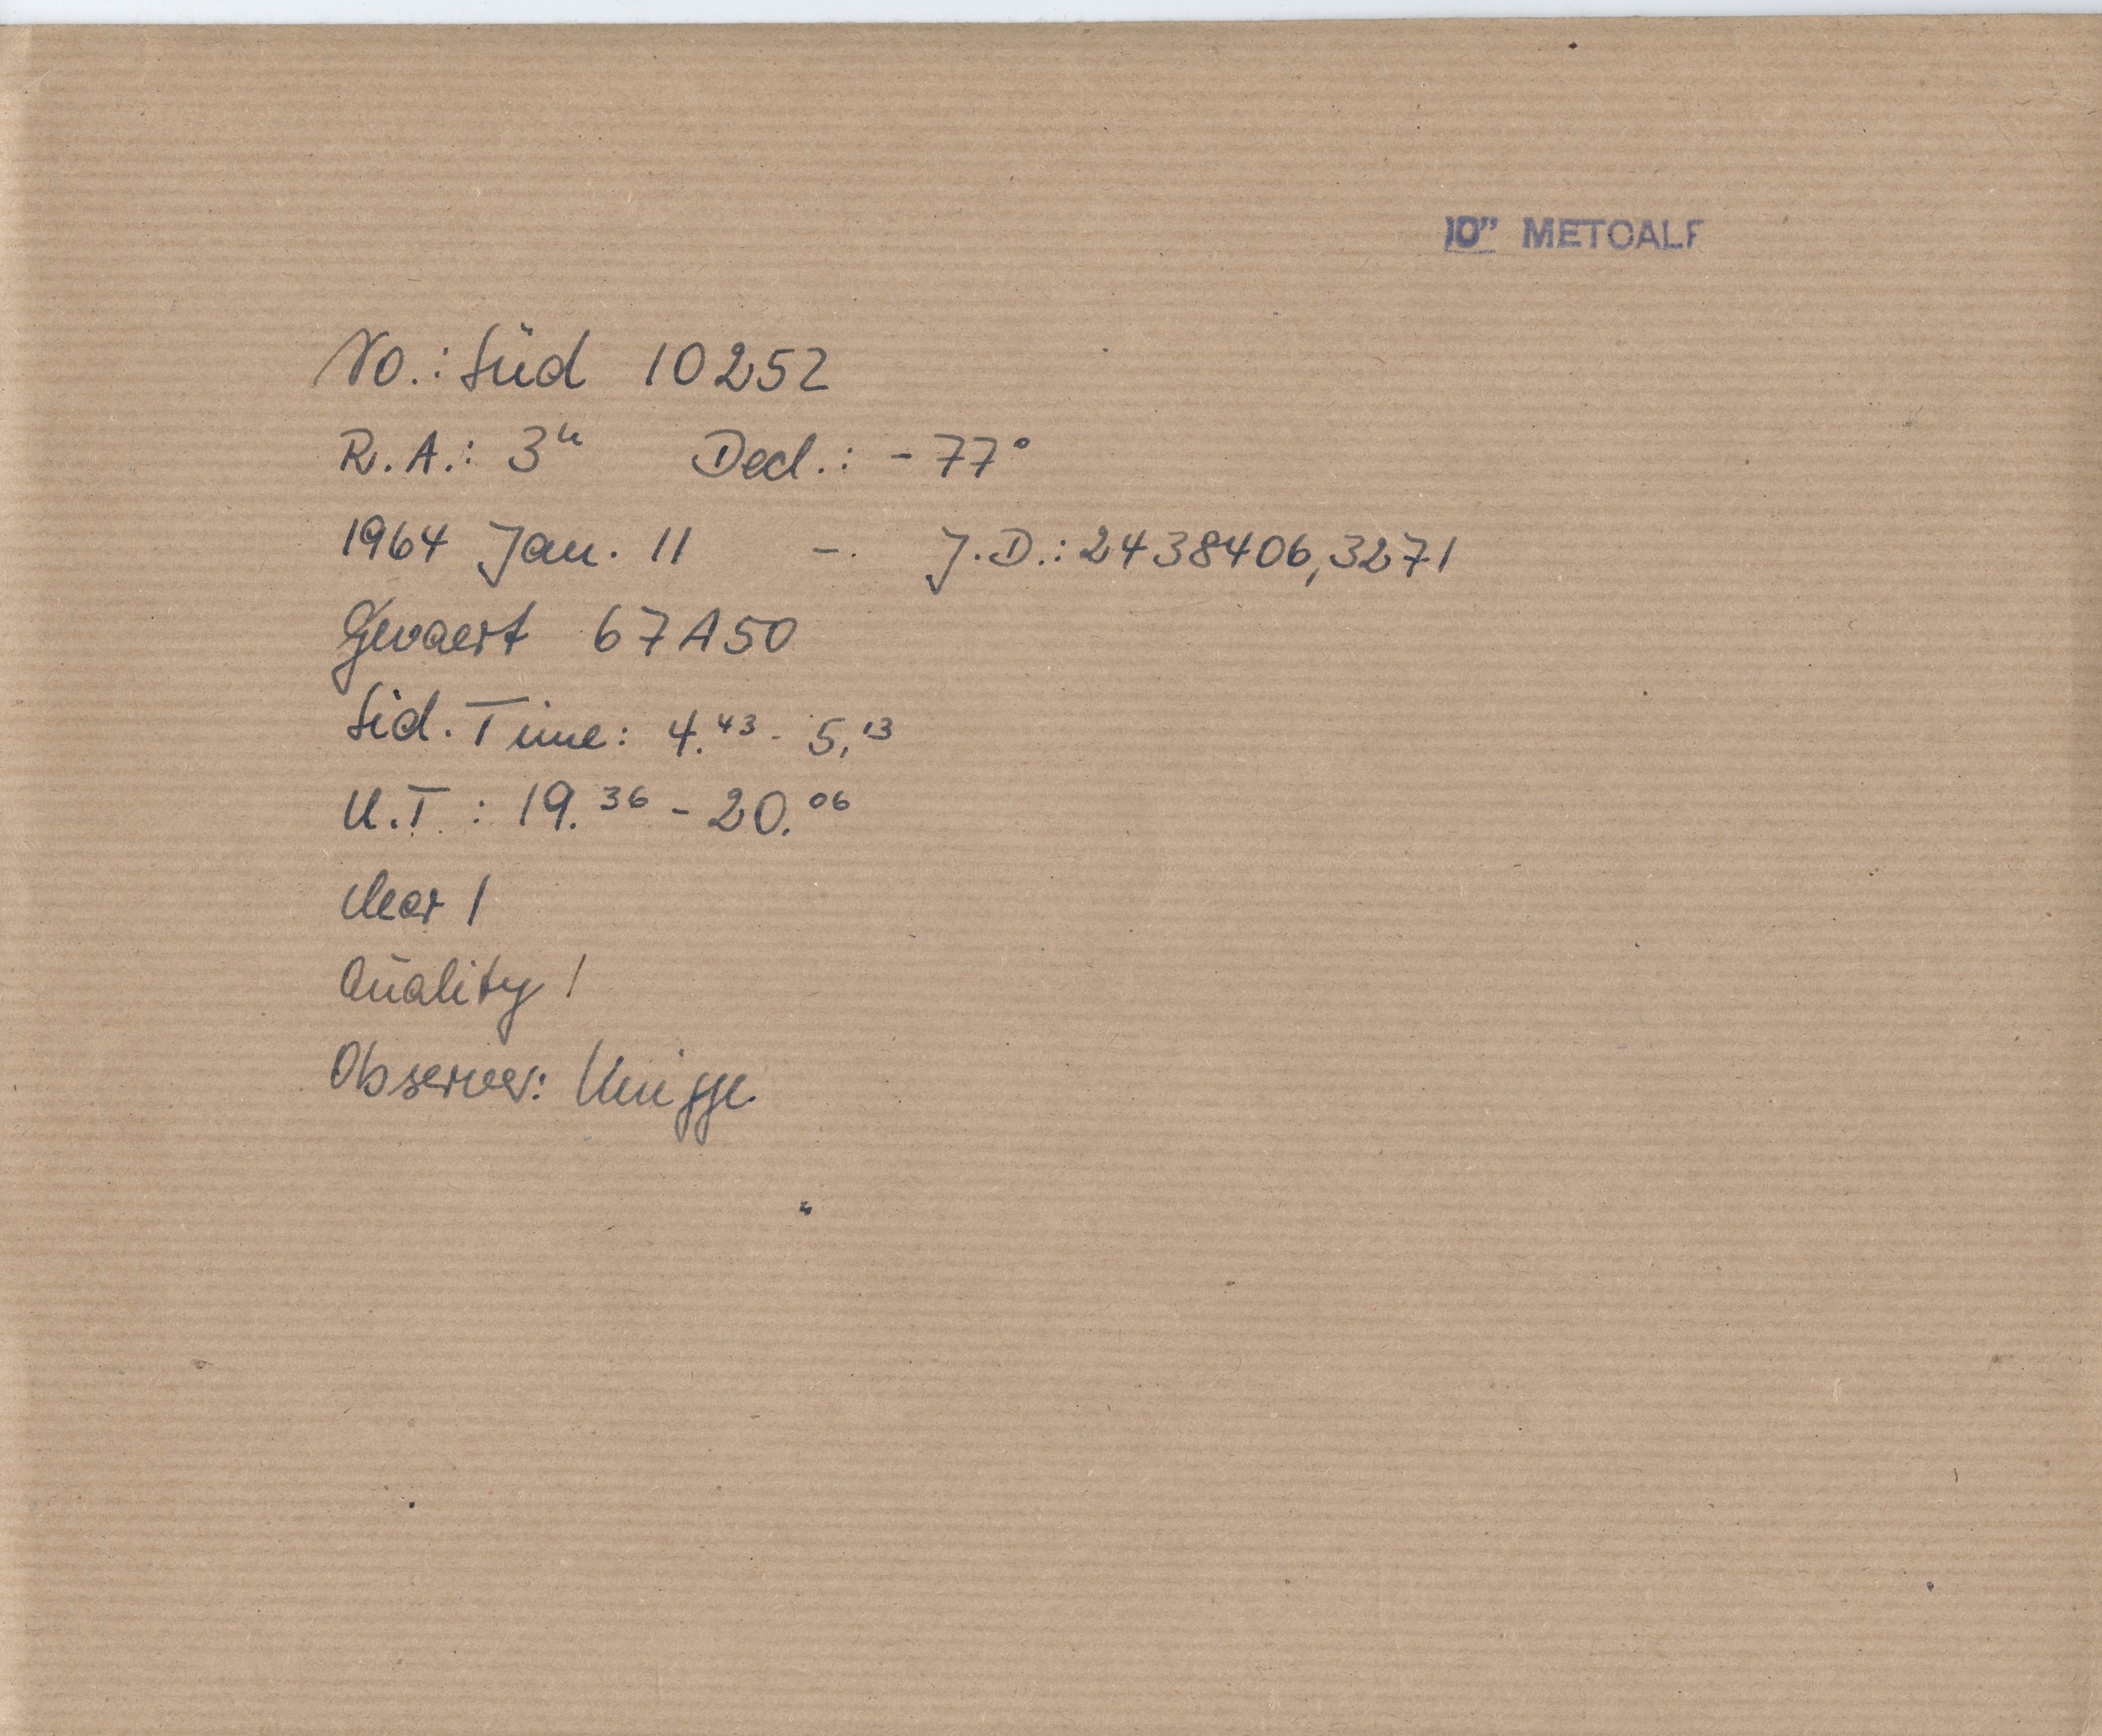 10" METCALF
No.: Süd 10252
R.A.: 3ʰ Decl.: -77°
1964 Jan. 11 - J.D.: 2438406,3271
Gevaert 67A50
Sid. Time: 4.⁴³ - 5.¹³
U.T.: 19.³⁶ - 20.⁰⁶
clear 1
Quality 1
Observer: Knigge